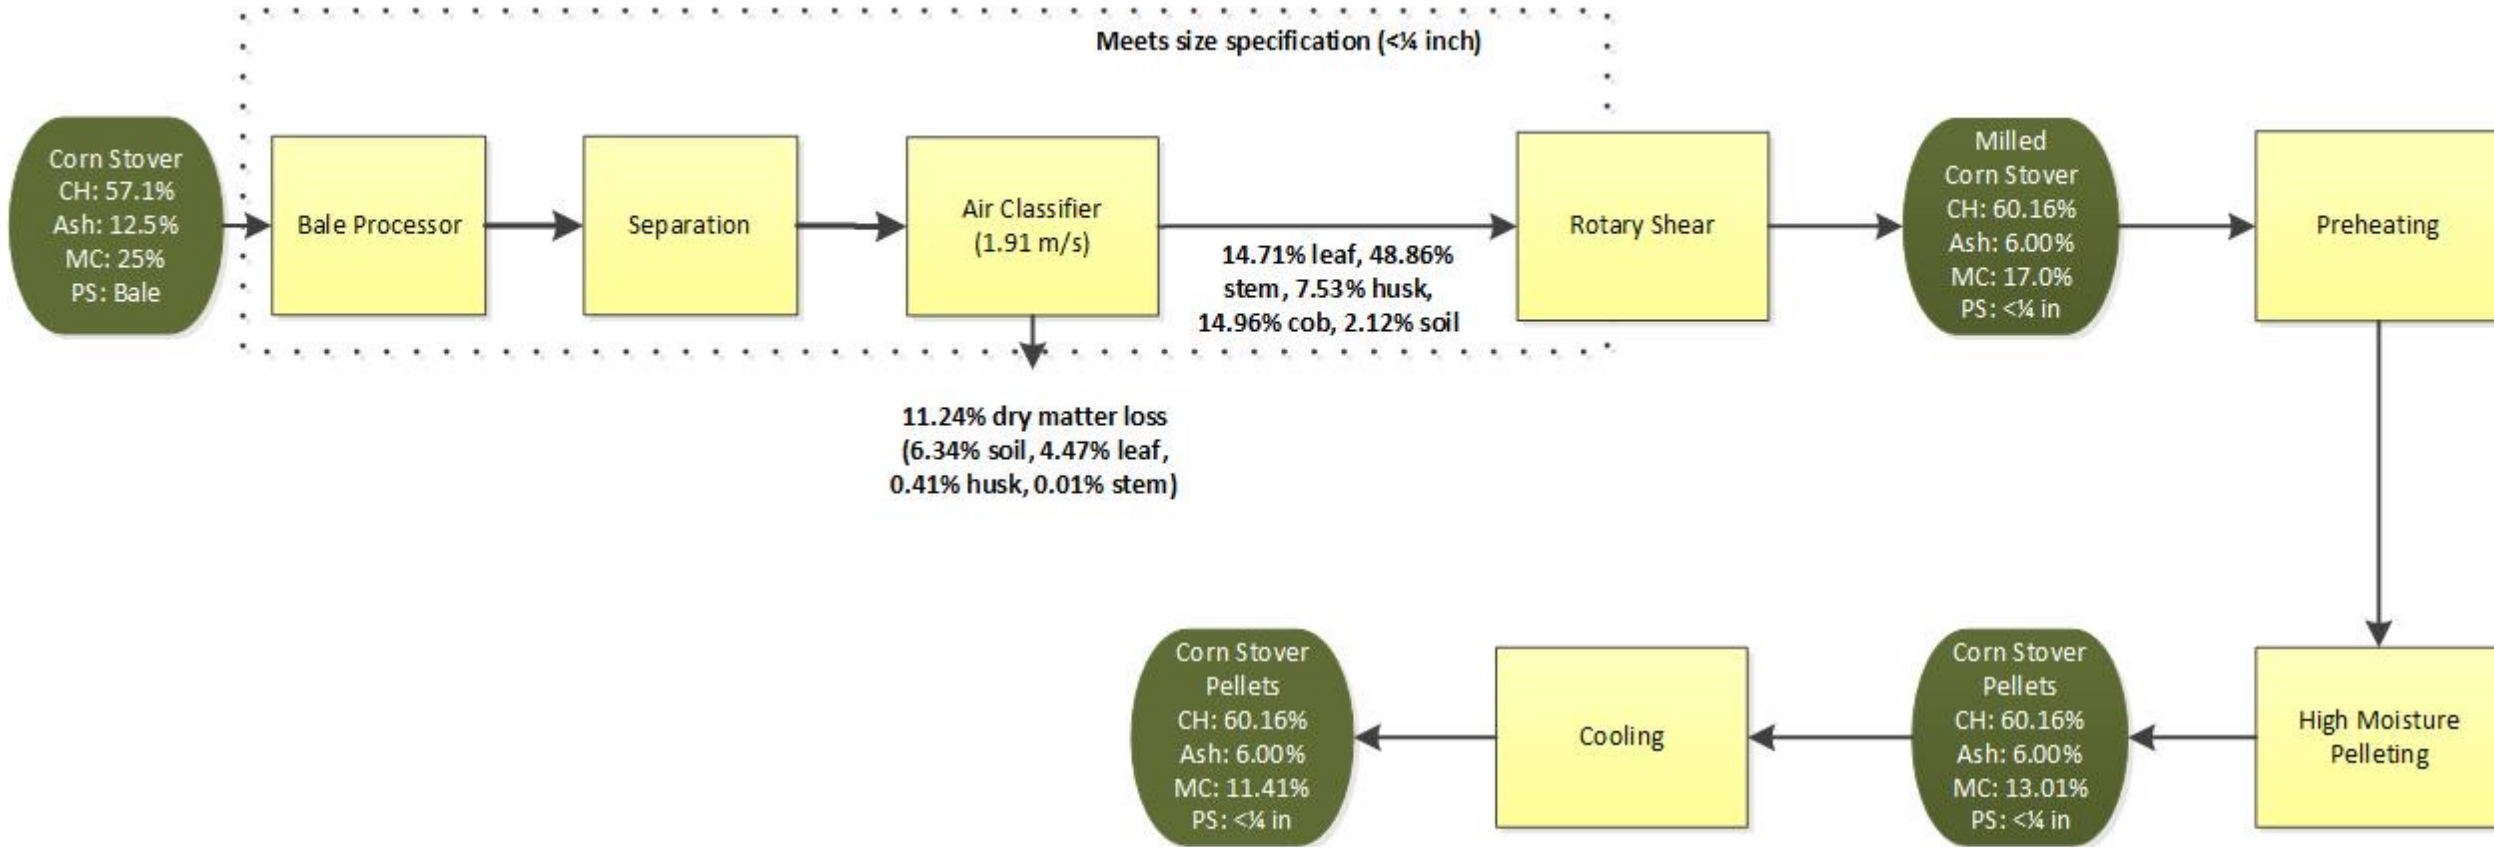 Meets size specification (<¼ inch)
Corn Stover
CH: 57.1%
Ash: 12.5%
MC: 25%
PS: Bale
Bale Processor
Separation
Air Classifier
(1.91 m/s)
14.71% leaf, 48.86%
stem, 7.53% husk,
14.96% cob, 2.12% soil
Rotary Shear
Milled
Corn Stover
CH: 60.16%
Ash: 6.00%
MC: 17.0%
PS: <¼ in
Preheating
11.24% dry matter loss
(6.34% soil, 4.47% leaf,
0.41% husk, 0.01% stem)
High Moisture
Pelleting
Corn Stover
Pellets
CH: 60.16%
Ash: 6.00%
MC: 13.01%
PS: <¼ in
Cooling
Corn Stover
Pellets
CH: 60.16%
Ash: 6.00%
MC: 11.41%
PS: <¼ in